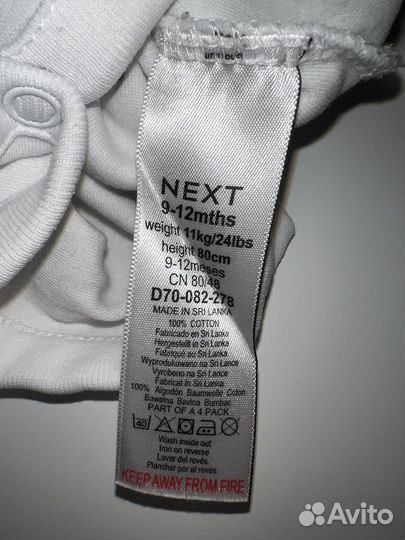 NEXT
9-12mths
weight 11kg/24lbs
height 80cm
9-12meses
CN 80/48
D70-082-278
MADE IN SRI LANKA
100% COTTON
Fabricado en Sri Lanka
Hergestellt in Sri Lanka
Fabriqué au Sri Lanka
Wyprodukowano na Sri Lance
Vyrobeno na Sri Lance
Fabricat în Sri Lanka
100% Algodón Baumwolle Coton
Bawełna Bavlna Bumbac
PART OF A 4 PACK
40
Wash inside out
Iron on reverse
Lavar del revés.
Planchar por el revés.
KEEP AWAY FROM FIRE
Avito